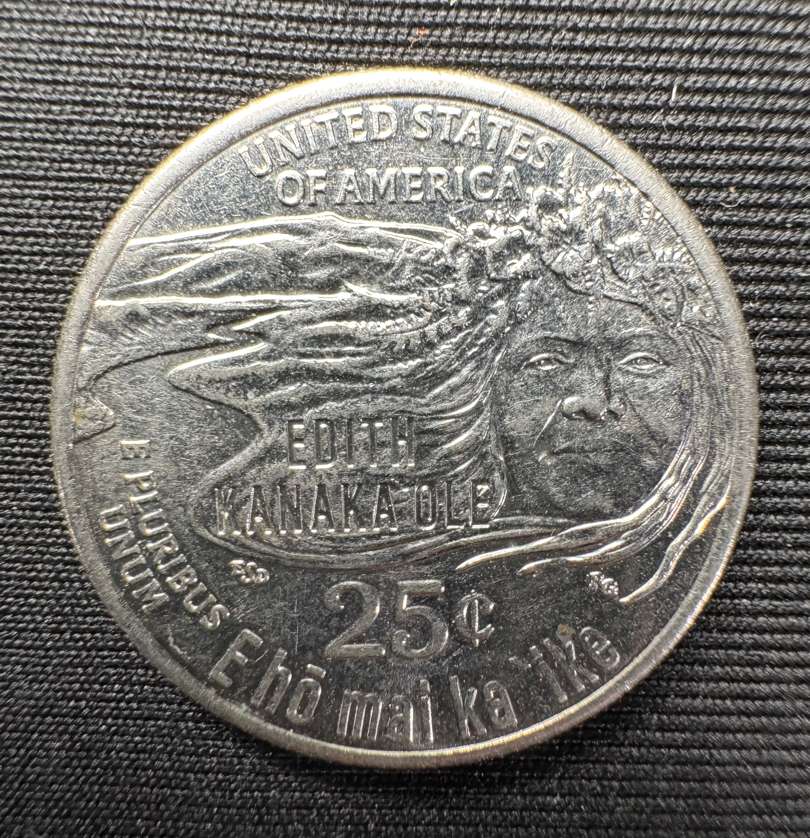 UNITED STATES
OF AMERICA
EDITH
KANAKAʻOLE
E PLURIBUS
UNUM
25¢
E hō mai ka ʻike